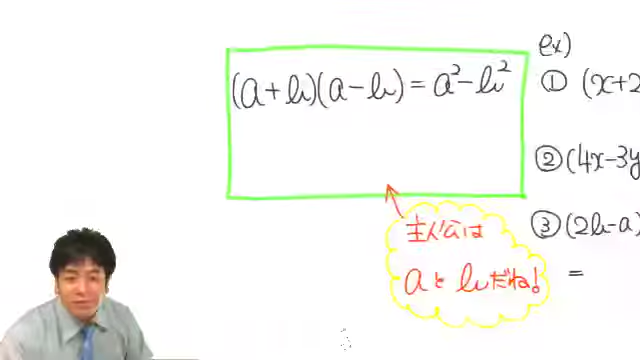 (a+b)(a-b)=a²-b²
ex)
① (x+2
② (4x-3y
③ (2b-a)
=
主人公は
aとbだね!